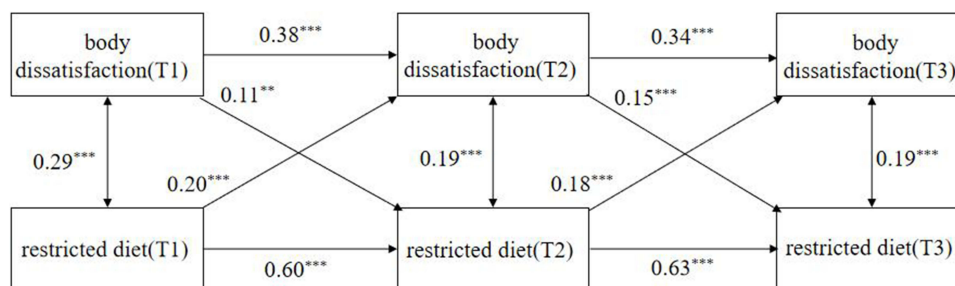 body
dissatisfaction(T1)
0.38***
body
dissatisfaction(T2)
0.34***
body
dissatisfaction(T3)
0.11**
0.15***
0.29***
0.20***
0.19***
0.18***
0.19***
restricted diet(T1)
0.60***
restricted diet(T2)
0.63***
restricted diet(T3)